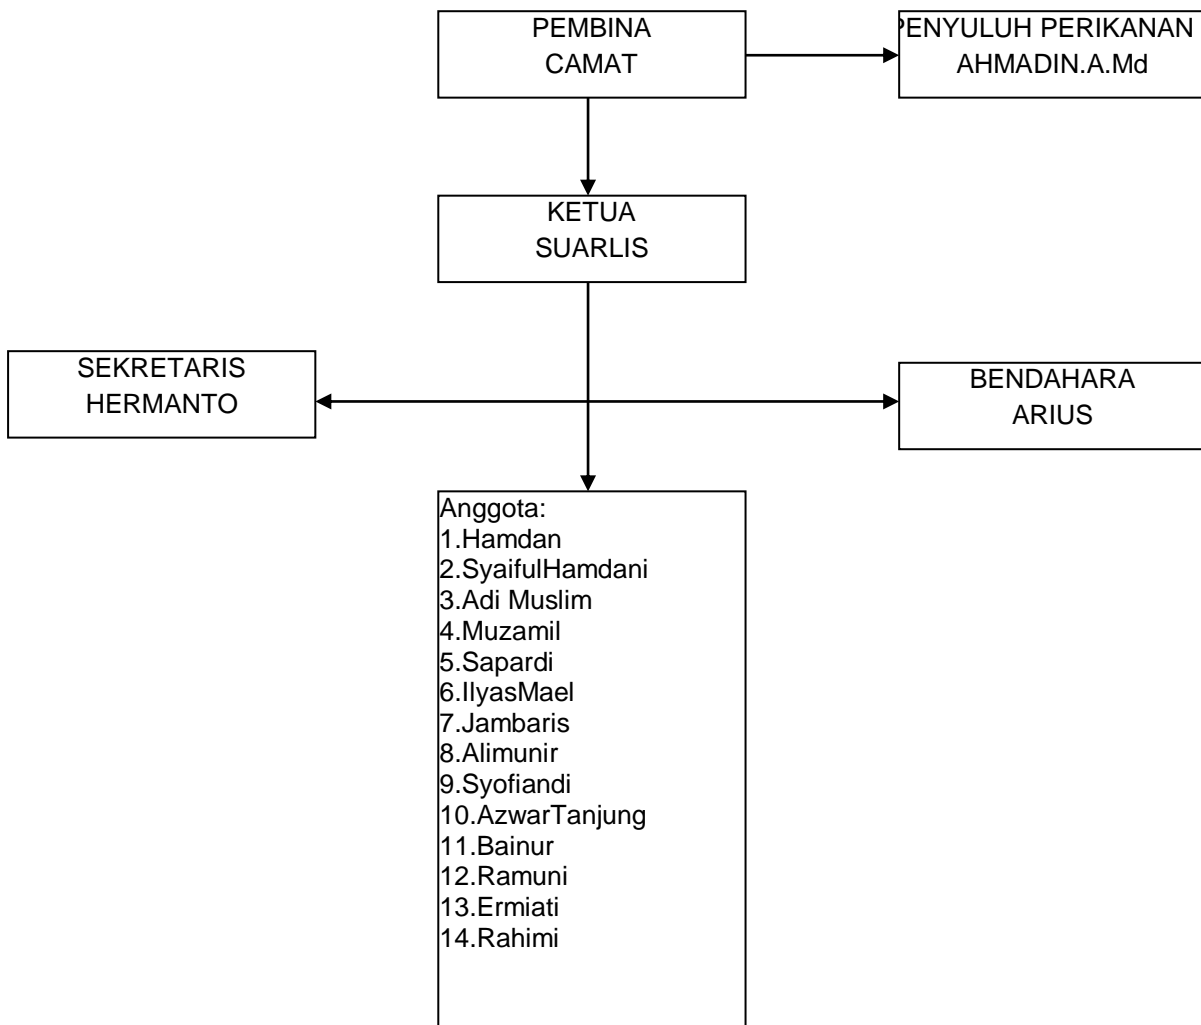 PEMBINA
CAMAT
PENYULUH PERIKANAN
AHMADIN.A.Md
KETUA
SUARLIS
SEKRETARIS
HERMANTO
BENDAHARA
ARIUS
Anggota:
1.Hamdan
2.SyaifulHamdani
3.Adi Muslim
4.Muzamil
5.Sapardi
6.IlyasMael
7.Jambaris
8.Alimunir
9.Syofiandi
10.AzwarTanjung
11.Bainur
12.Ramuni
13.Ermiati
14.Rahimi